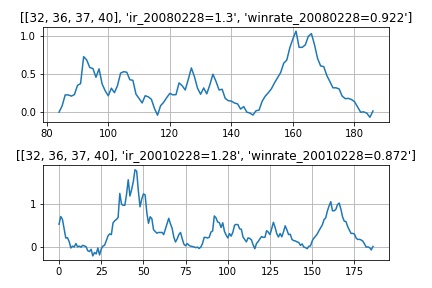 [[32, 36, 37, 40], 'ir_20080228=1.3', 'winrate_20080228=0.922']
1.0
0.5
0.0
80 100 120 140 160 180
[[32, 36, 37, 40], 'ir_20010228=1.28', 'winrate_20010228=0.872']
1
0
0 25 50 75 100 125 150 175